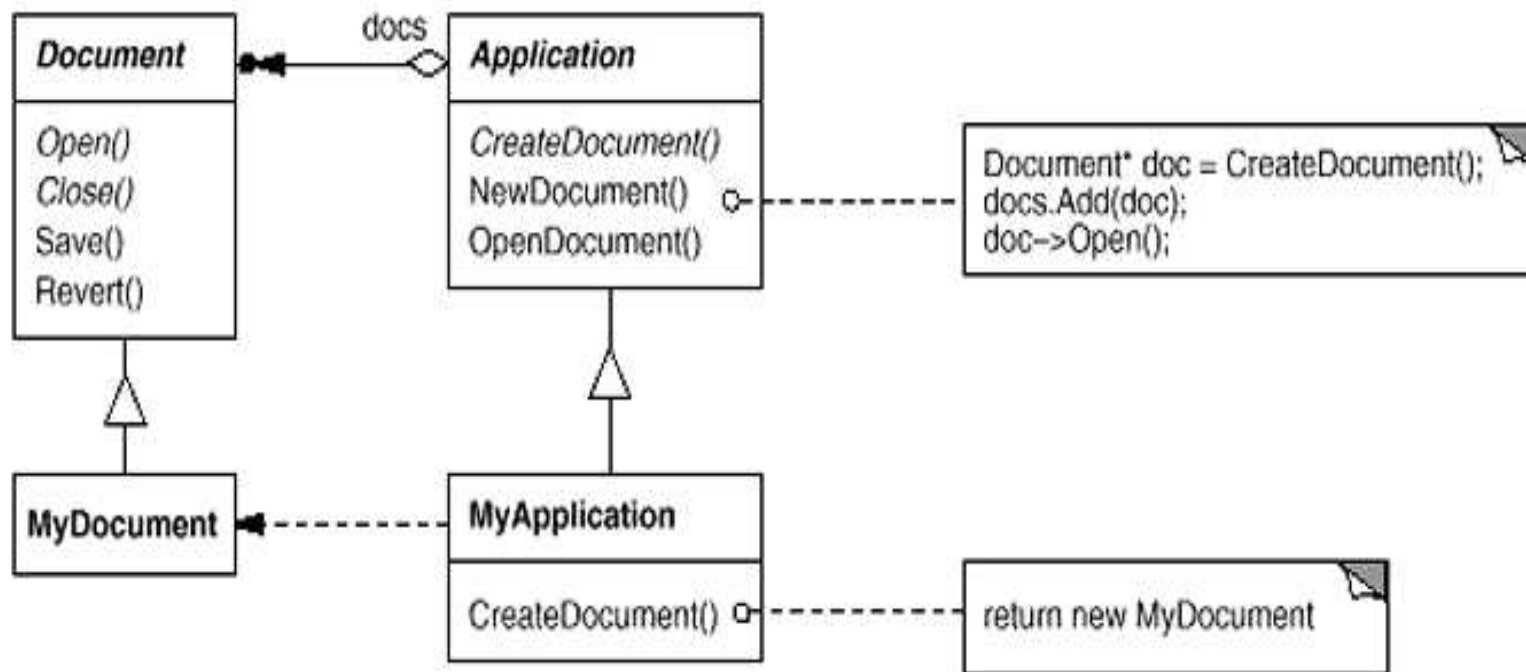 docs
Document
Open()
Close()
Save()
Revert()
Application
CreateDocument()
NewDocument()
OpenDocument()
Document* doc = CreateDocument();
docs.Add(doc);
doc–>Open();
MyDocument
MyApplication
CreateDocument()
return new MyDocument